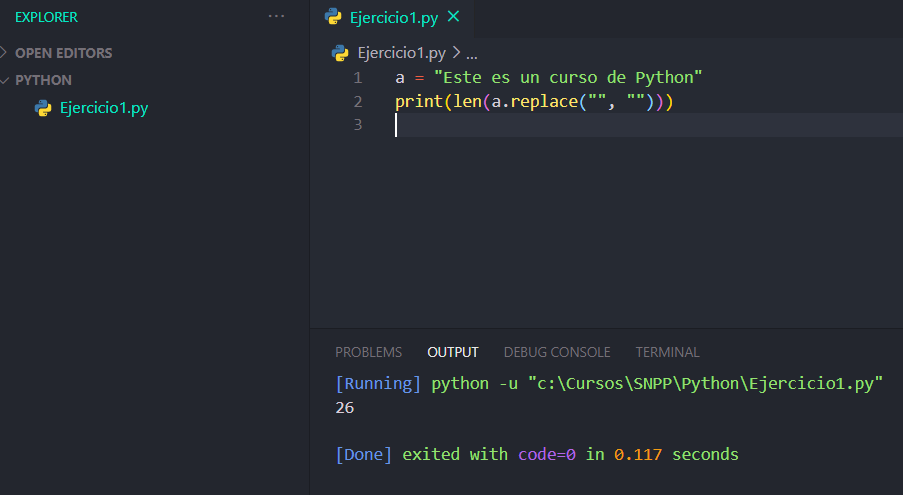 EXPLORER
...
OPEN EDITORS
PYTHON
Ejercicio1.py
Ejercicio1.py
Ejercicio1.py > ...
1 a = "Este es un curso de Python"
2 print(len(a.replace("", "")))
3
PROBLEMS OUTPUT DEBUG CONSOLE TERMINAL
[Running] python -u "c:\Cursos\SNPP\Python\Ejercicio1.py"
26
[Done] exited with code=0 in 0.117 seconds